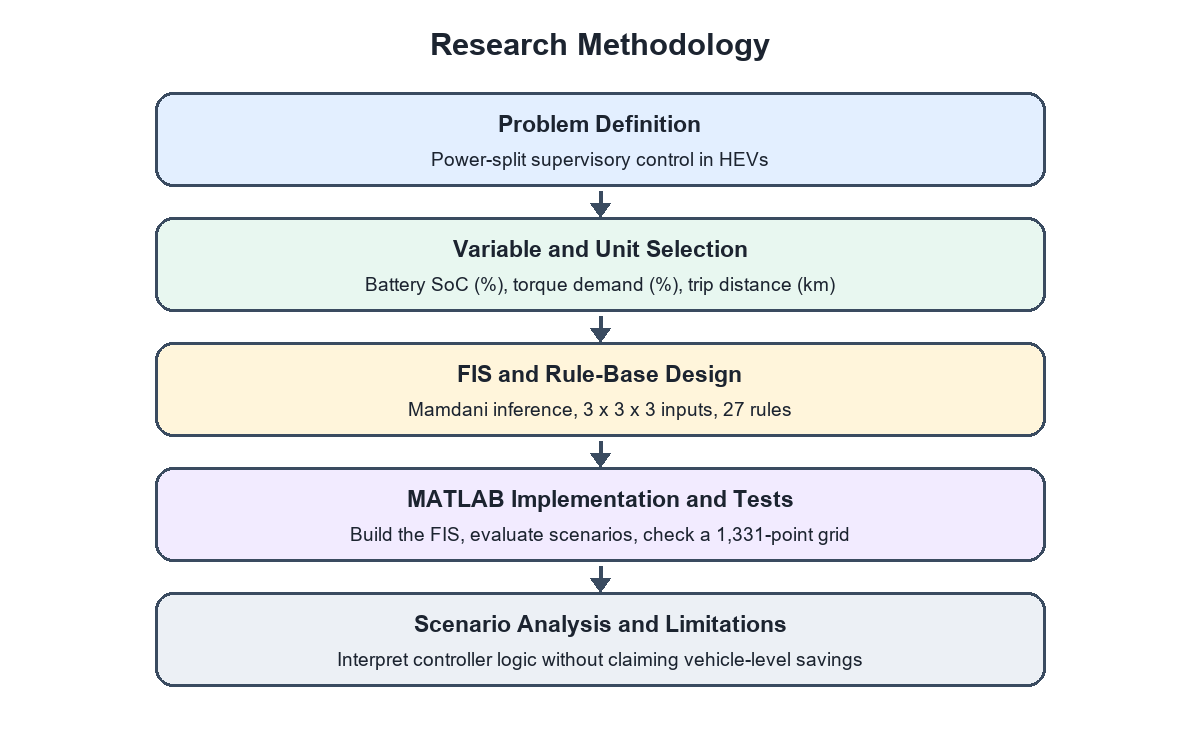 Research Methodology
Problem Definition
Power-split supervisory control in HEVs
Variable and Unit Selection
Battery SoC (%), torque demand (%), trip distance (km)
FIS and Rule-Base Design
Mamdani inference, 3 x 3 x 3 inputs, 27 rules
MATLAB Implementation and Tests
Build the FIS, evaluate scenarios, check a 1,331-point grid
Scenario Analysis and Limitations
Interpret controller logic without claiming vehicle-level savings